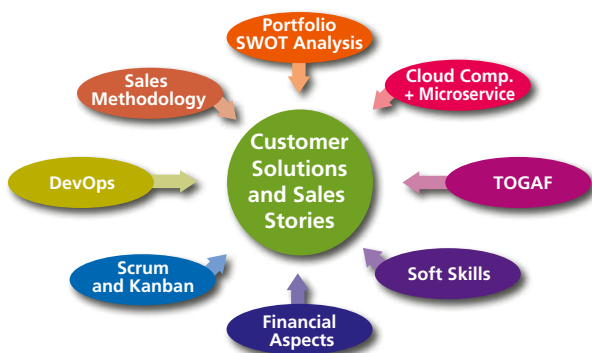 Portfolio
SWOT Analysis
Sales
Methodology
Cloud Comp.
+ Microservice
Customer
Solutions
and Sales
Stories
DevOps
TOGAF
Scrum
and Kanban
Soft Skills
Financial
Aspects